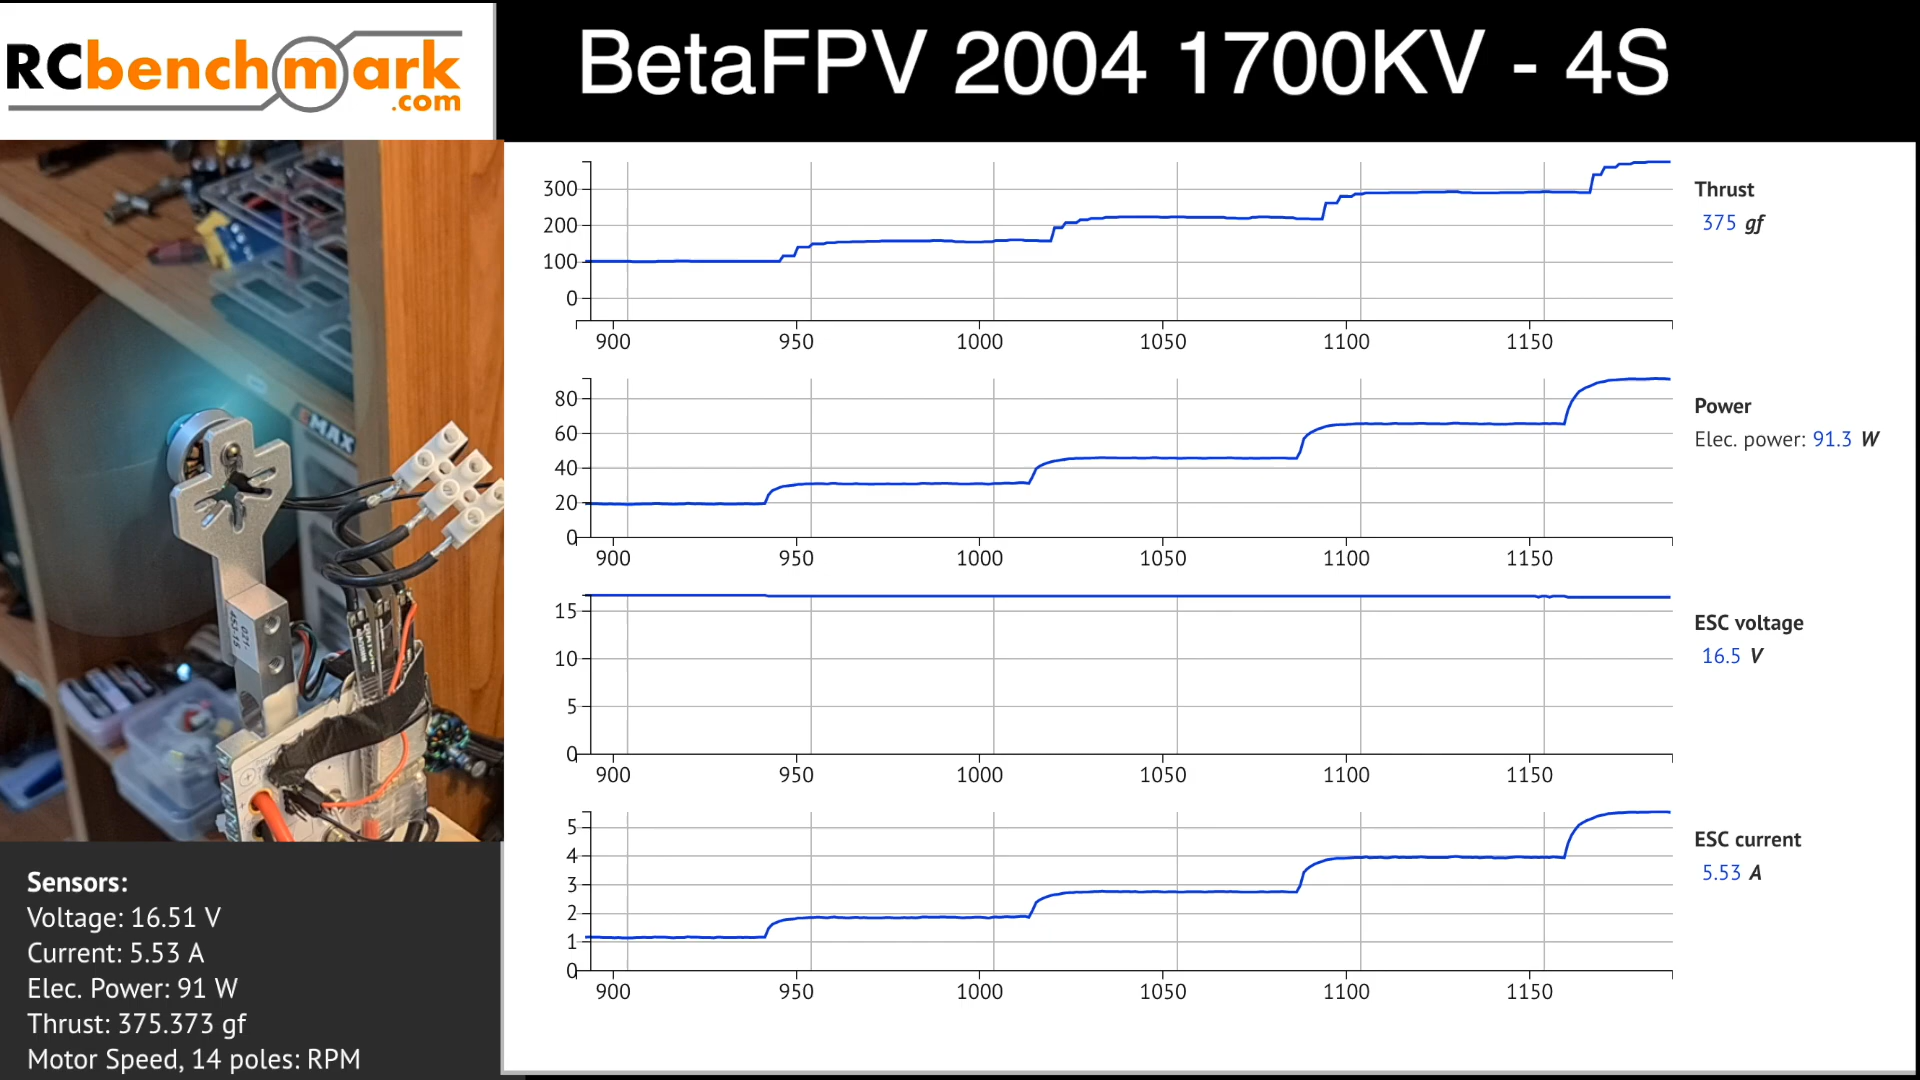 RCbenchmark
.com
BetaFPV 2004 1700KV - 4S
EMAX
Sensors:
Voltage: 16.51 V
Current: 5.53 A
Elec. Power: 91 W
Thrust: 375.373 gf
Motor Speed, 14 poles: RPM
300
200
100
0
900 950 1000 1050 1100 1150
Thrust
375 gf
80
60
40
20
0
900 950 1000 1050 1100 1150
Power
Elec. power: 91.3 W
15
10
5
0
900 950 1000 1050 1100 1150
ESC voltage
16.5 V
5
4
3
2
1
0
900 950 1000 1050 1100 1150
ESC current
5.53 A